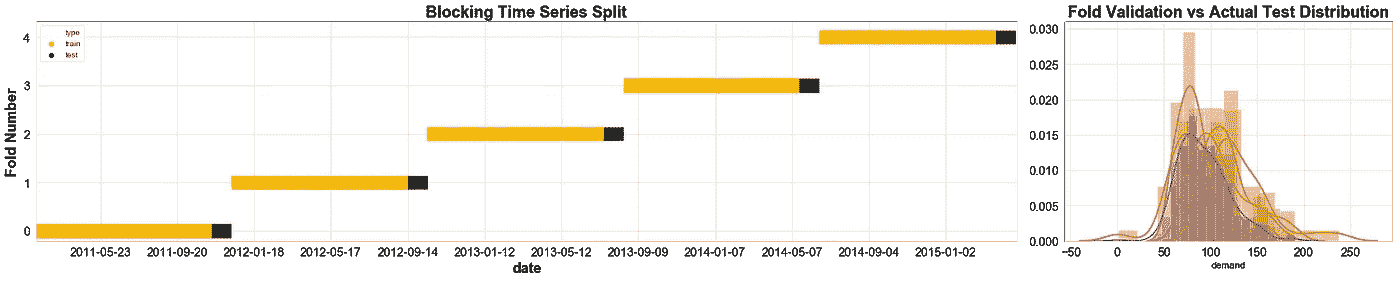 Blocking Time Series Split
type
train
test
Fold Number
4
3
2
1
0
2011-05-23 2011-09-20 2012-01-18 2012-05-17 2012-09-14 2013-01-12 2013-05-12 2013-09-09 2014-01-07 2014-05-07 2014-09-04 2015-01-02
date
Fold Validation vs Actual Test Distribution
0.030
0.025
0.020
0.015
0.010
0.005
0.000
-50 0 50 100 150 200 250
demand